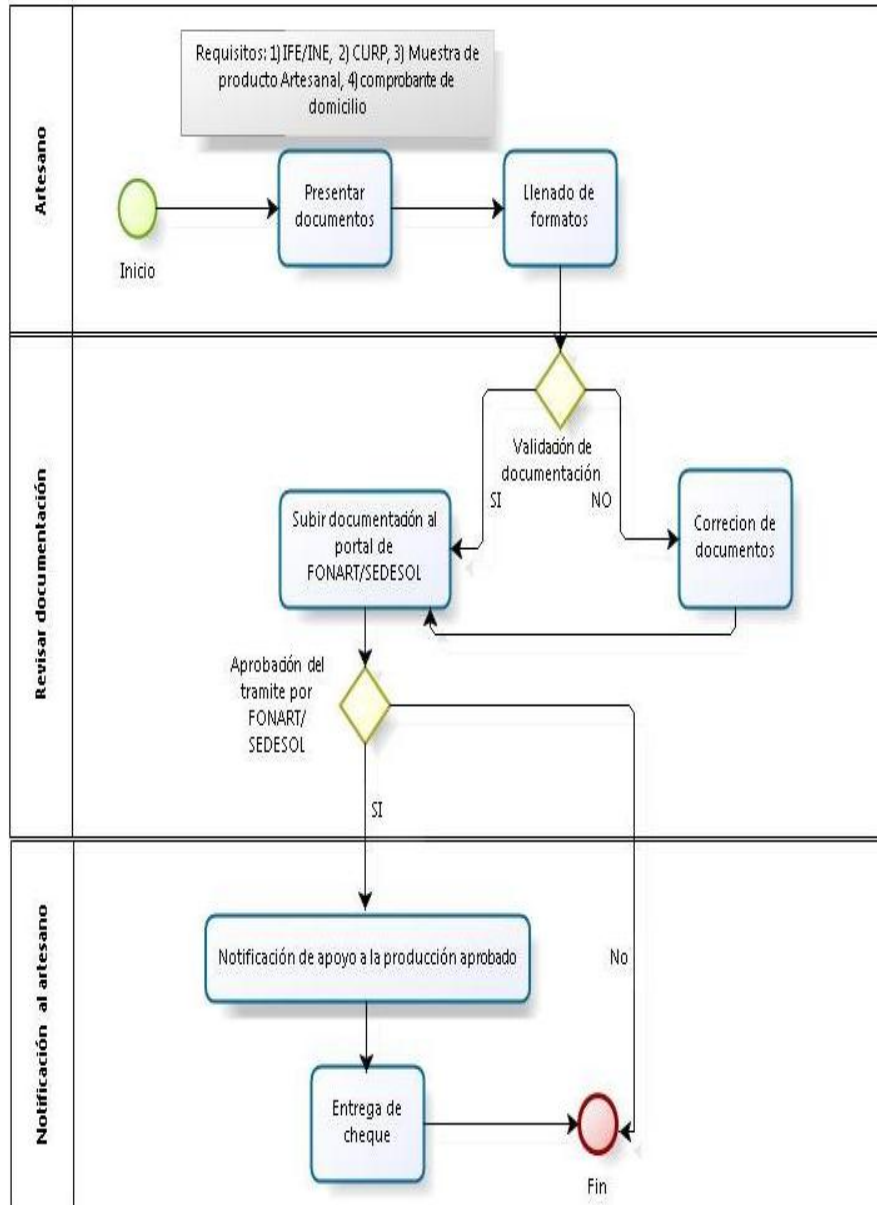 Requisitos: 1) IFE/INE, 2) CURP, 3) Muestra de
producto Artesanal, 4)comprobante de
domicilio
Artesano
Inicio
Presentar
documentos
Llenado de
formatos
Revisar documentación
Validación de
documentación
SI
NO
Subir documentación al
portal de
FONART/SEDESOL
Correcion de
documentos
Aprobación del
tramite por
FONART/
SEDESOL
SI
Notificación al artesano
Notificación de apoyo a la producción aprobado
No
Entrega de
cheque
Fin